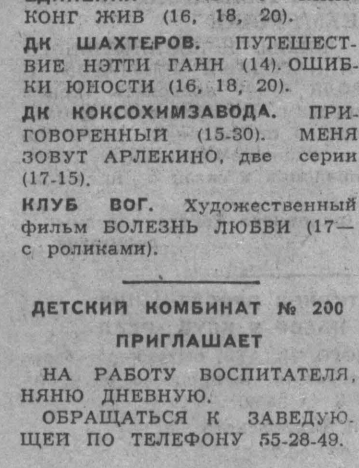 КОНГ ЖИВ (16, 18, 20).
ДК ШАХТЕРОВ. ПУТЕШЕСТ-
ВИЕ НЭТТИ ГАНН (14). ОШИБ-
КИ ЮНОСТИ (16, 18, 20).
ДК КОКСОХИМЗАВОДА. ПРИ-
ГОВОРЕННЫЙ (15-30). МЕНЯ
ЗОВУТ АРЛЕКИНО, две серии
(17-15).
КЛУБ ВОГ. Художественный
фильм БОЛЕЗНЬ ЛЮБВИ (17—
с роликами).
ДЕТСКИЙ КОМБИНАТ № 200
ПРИГЛАШАЕТ
НА РАБОТУ ВОСПИТАТЕЛЯ,
НЯНЮ ДНЕВНУЮ.
ОБРАЩАТЬСЯ К ЗАВЕДУЮ-
ЩЕЙ ПО ТЕЛЕФОНУ 55-28-49.